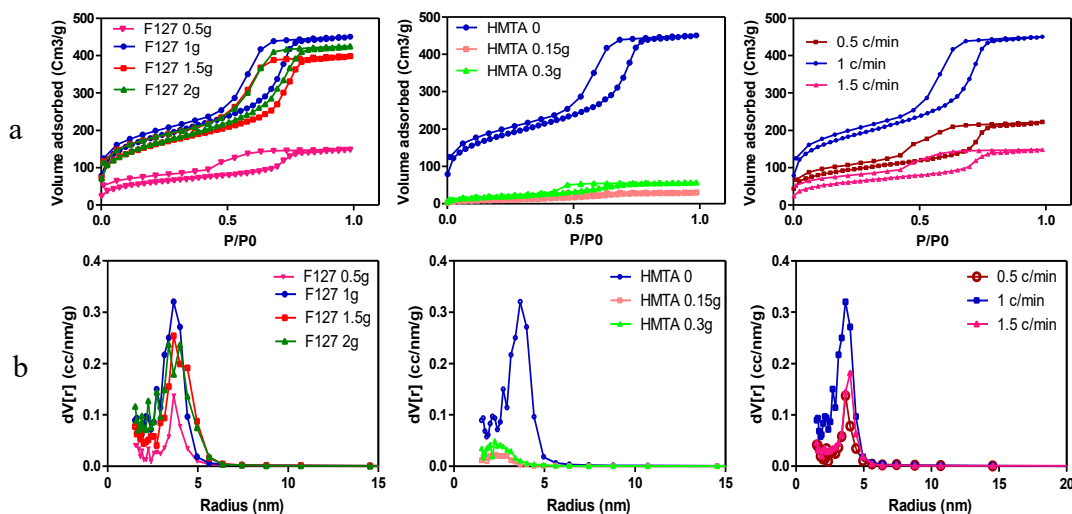 a
Volume adsorbed (Cm3/g)
500
400
300
200
100
0
F127 0.5g
F127 1g
F127 1.5g
F127 2g
0.0
0.5
1.0
P/P0
Volume adsorbed (Cm3/g)
500
400
300
200
100
0
HMTA 0
HMTA 0.15g
HMTA 0.3g
0.0
0.5
1.0
P/P0
Volume adsorbed (Cm3/g)
500
400
300
200
100
0
0.5 c/min
1 c/min
1.5 c/min
0.0
0.5
1.0
P/P0
b
dV[r] (cc/nm/g)
0.4
0.3
0.2
0.1
0.0
F127 0.5g
F127 1g
F127 1.5g
F127 2g
0
5
10
15
Radius (nm)
dV[r] (cc/nm/g)
0.4
0.3
0.2
0.1
0.0
HMTA 0
HMTA 0.15g
HMTA 0.3g
0
5
10
15
Radius (nm)
dV[r] (cc/nm/g)
0.4
0.3
0.2
0.1
0.0
0.5 c/min
1 c/min
1.5 c/min
0
5
10
15
20
Radius (nm)